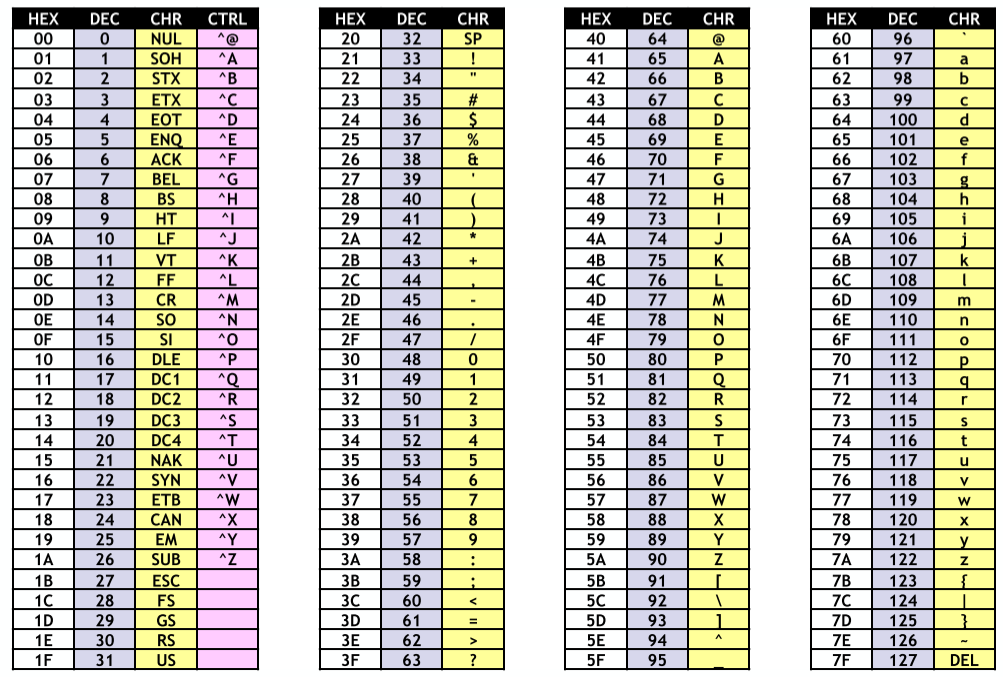 HEX DEC CHR CTRL HEX DEC CHR HEX DEC CHR HEX DEC CHR
00 0 NUL ^@ 20 32 SP 40 64 @ 60 96 `
01 1 SOH ^A 21 33 ! 41 65 A 61 97 a
02 2 STX ^B 22 34 " 42 66 B 62 98 b
03 3 ETX ^C 23 35 # 43 67 C 63 99 c
04 4 EOT ^D 24 36 $ 44 68 D 64 100 d
05 5 ENQ ^E 25 37 % 45 69 E 65 101 e
06 6 ACK ^F 26 38 & 46 70 F 66 102 f
07 7 BEL ^G 27 39 ' 47 71 G 67 103 g
08 8 BS ^H 28 40 ( 48 72 H 68 104 h
09 9 HT ^I 29 41 ) 49 73 I 69 105 i
0A 10 LF ^J 2A 42 * 4A 74 J 6A 106 j
0B 11 VT ^K 2B 43 + 4B 75 K 6B 107 k
0C 12 FF ^L 2C 44 , 4C 76 L 6C 108 l
0D 13 CR ^M 2D 45 - 4D 77 M 6D 109 m
0E 14 SO ^N 2E 46 . 4E 78 N 6E 110 n
0F 15 SI ^O 2F 47 / 4F 79 O 6F 111 o
10 16 DLE ^P 30 48 0 50 80 P 70 112 p
11 17 DC1 ^Q 31 49 1 51 81 Q 71 113 q
12 18 DC2 ^R 32 50 2 52 82 R 72 114 r
13 19 DC3 ^S 33 51 3 53 83 S 73 115 s
14 20 DC4 ^T 34 52 4 54 84 T 74 116 t
15 21 NAK ^U 35 53 5 55 85 U 75 117 u
16 22 SYN ^V 36 54 6 56 86 V 76 118 v
17 23 ETB ^W 37 55 7 57 87 W 77 119 w
18 24 CAN ^X 38 56 8 58 88 X 78 120 x
19 25 EM ^Y 39 57 9 59 89 Y 79 121 y
1A 26 SUB ^Z 3A 58 : 5A 90 Z 7A 122 z
1B 27 ESC 3B 59 ; 5B 91 [ 7B 123 {
1C 28 FS 3C 60 < 5C 92 \ 7C 124 |
1D 29 GS 3D 61 = 5D 93 ] 7D 125 }
1E 30 RS 3E 62 > 5E 94 ^ 7E 126 ~
1F 31 US 3F 63 ? 5F 95 _ 7F 127 DEL